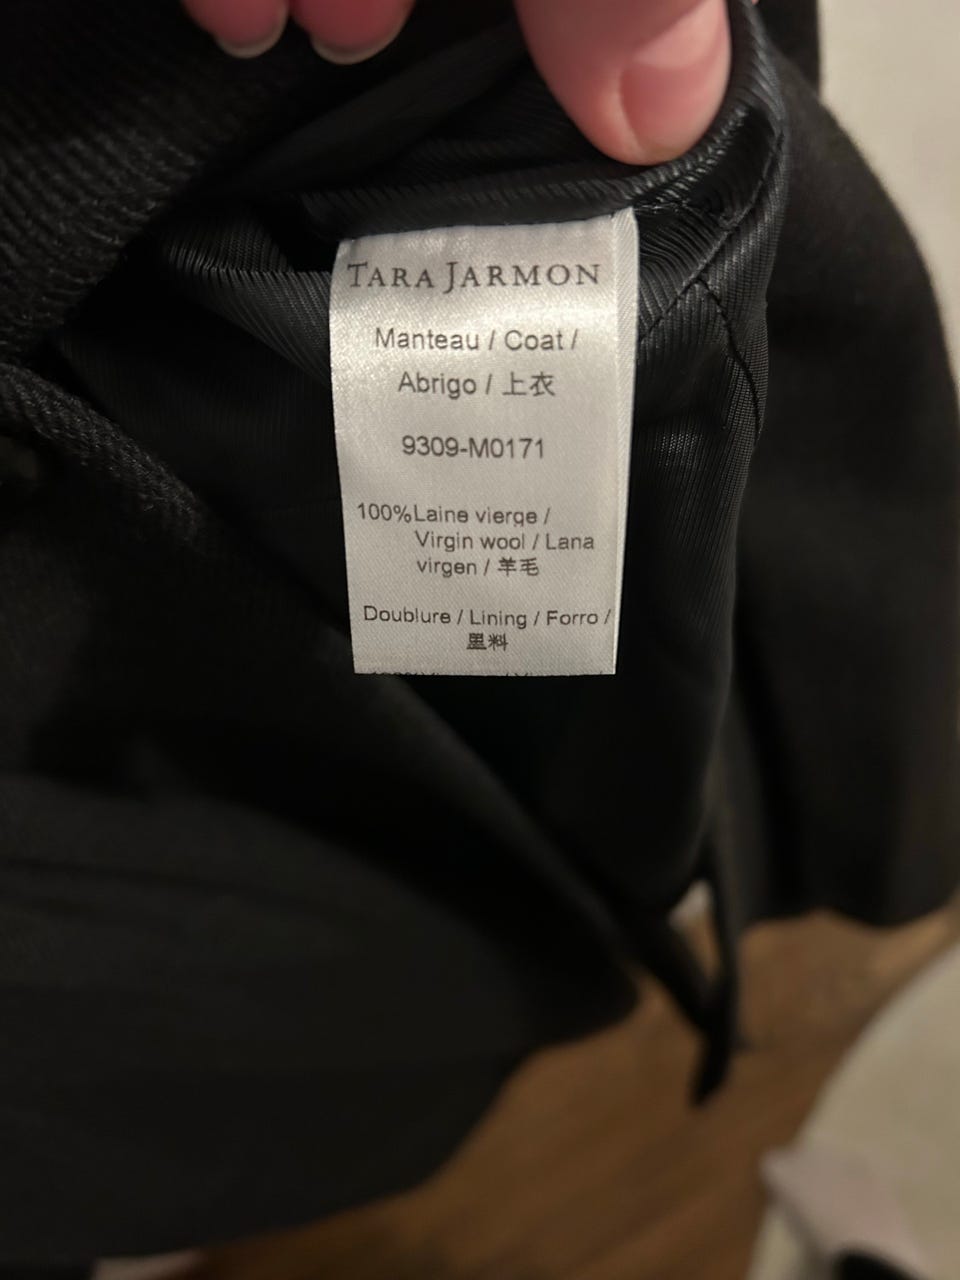 TARA JARMON
Manteau / Coat /
Abrigo / 上衣
9309-M0171
100%Laine vierge /
Virgin wool / Lana
virgen / 羊毛
Doublure / Lining / Forro /
里料